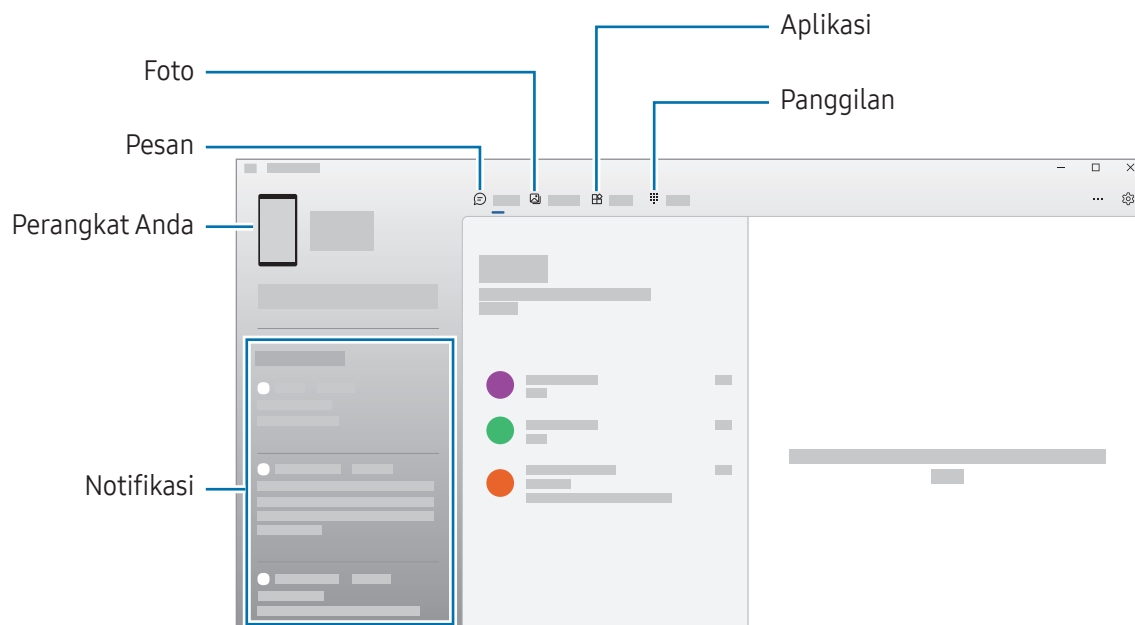 Aplikasi
Foto
Panggilan
Pesan
Perangkat Anda
Notifikasi